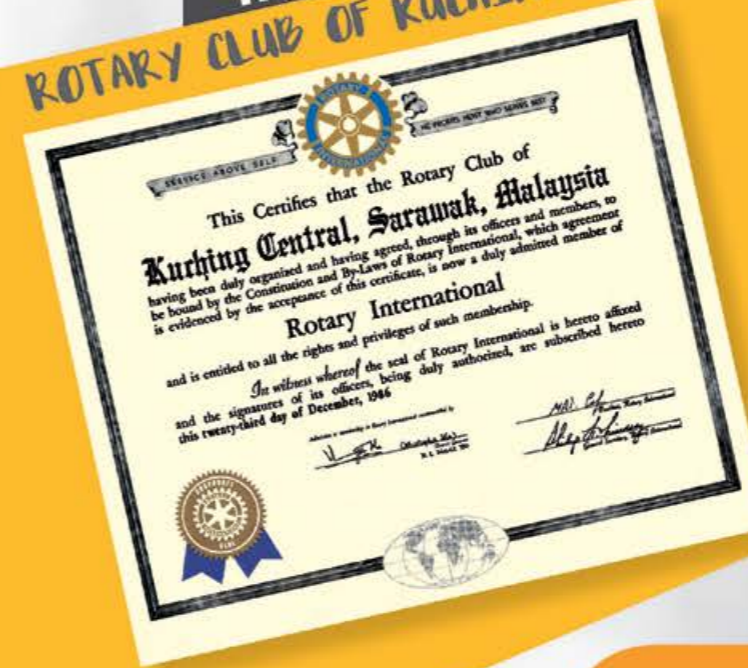 ROTARY CLUB OF
ROTARY
INTERNATIONAL
SERVICE ABOVE SELF
HE PROFITS MOST WHO SERVES BEST
This Certifies that the Rotary Club of
Kuching Central, Sarawak, Malaysia
having been duly organized and having agreed, through its officers and members, to
be bound by the Constitution and By-Laws of Rotary International, which agreement
is evidenced by the acceptance of this certificate, is now a duly admitted member of
Rotary International
and is entitled to all the rights and privileges of such membership.
In witness whereof the seal of Rotary International is hereto affixed
and the signatures of its officers, being duly authorized, are subscribed hereto
this twenty-third day of December, 1986